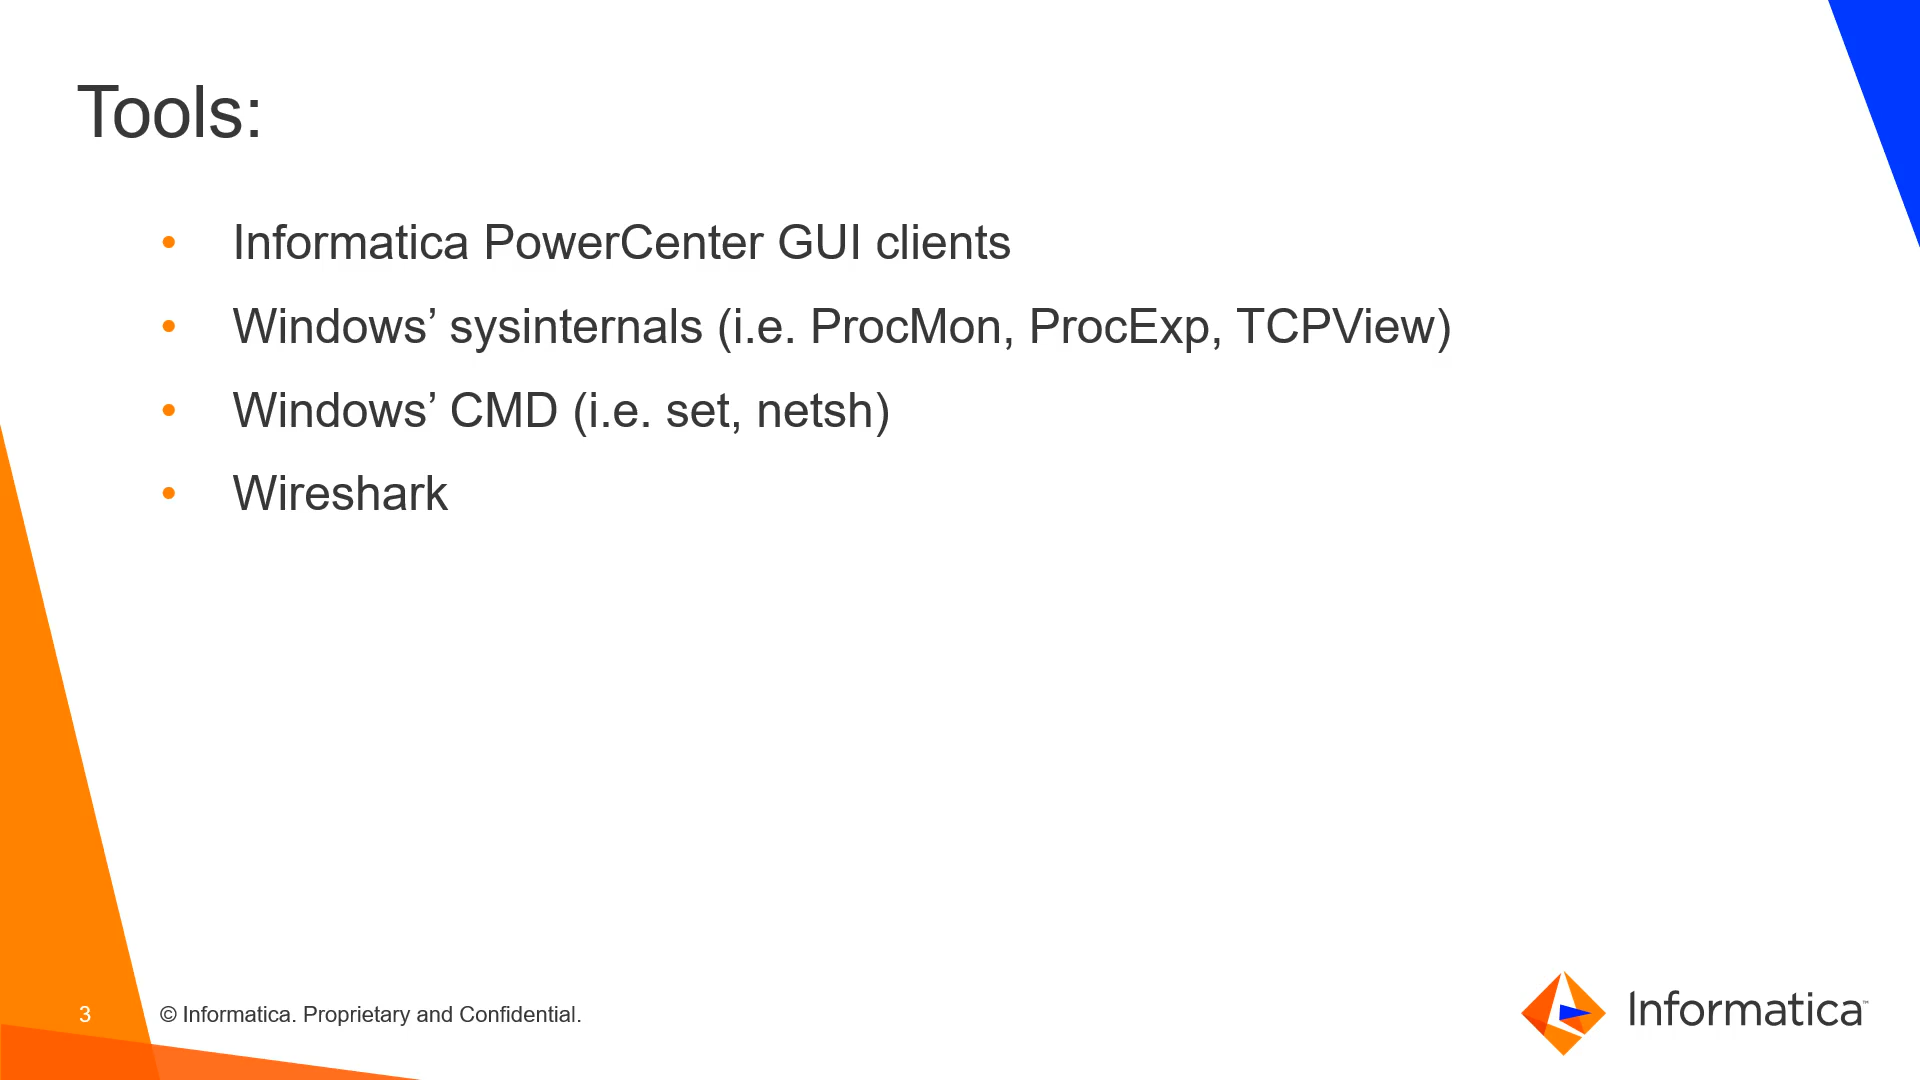 Tools:
• Informatica PowerCenter GUI clients
• Windows’ sysinternals (i.e. ProcMon, ProcExp, TCPView)
• Windows’ CMD (i.e. set, netsh)
• Wireshark
3 © Informatica. Proprietary and Confidential.
Informatica™